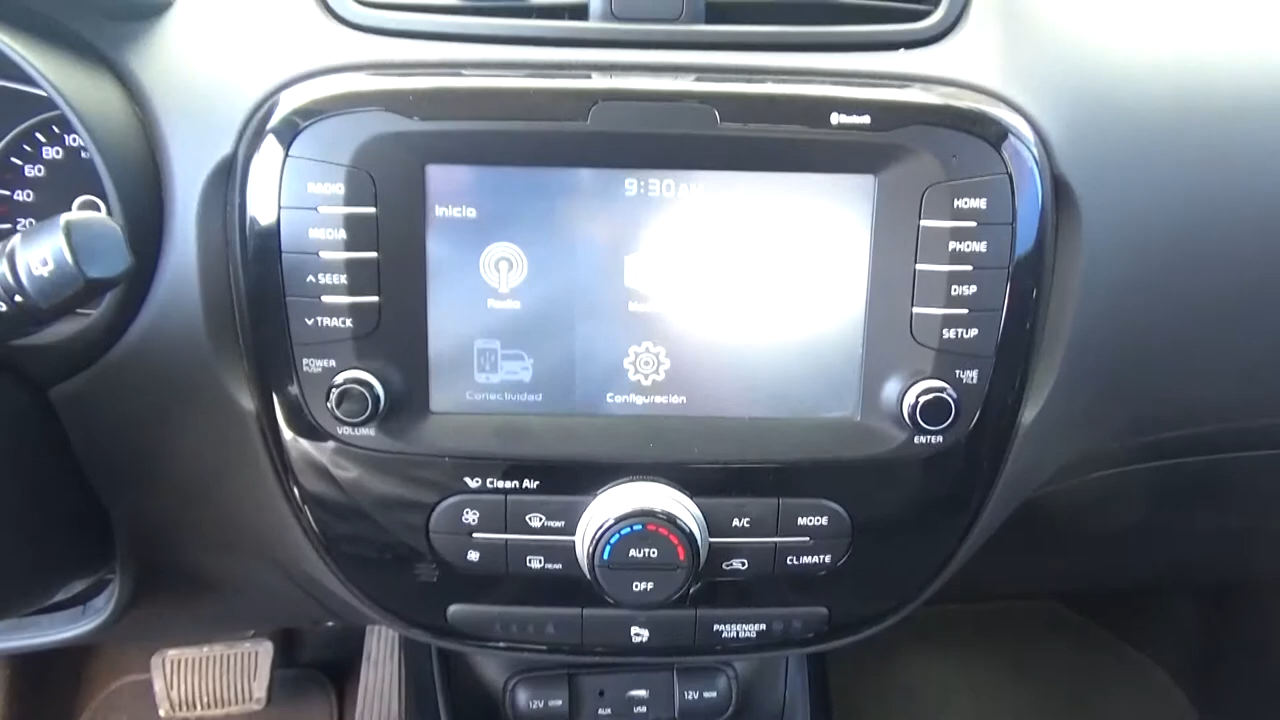 Bluetooth
100
80
60
40
20
RADIO
MEDIA
SEEK
TRACK
POWER
PUSH
VOLUME
9:30 AM
Inicio
Radio
Conectividad
Configuración
HOME
PHONE
DISP
SETUP
TUNE
FILE
ENTER
Clean Air
FRONT
REAR
A/C
MODE
CLIMATE
AUTO
OFF
OFF
PASSENGER
AIR BAG
12V
AUX
USB
12V 180W